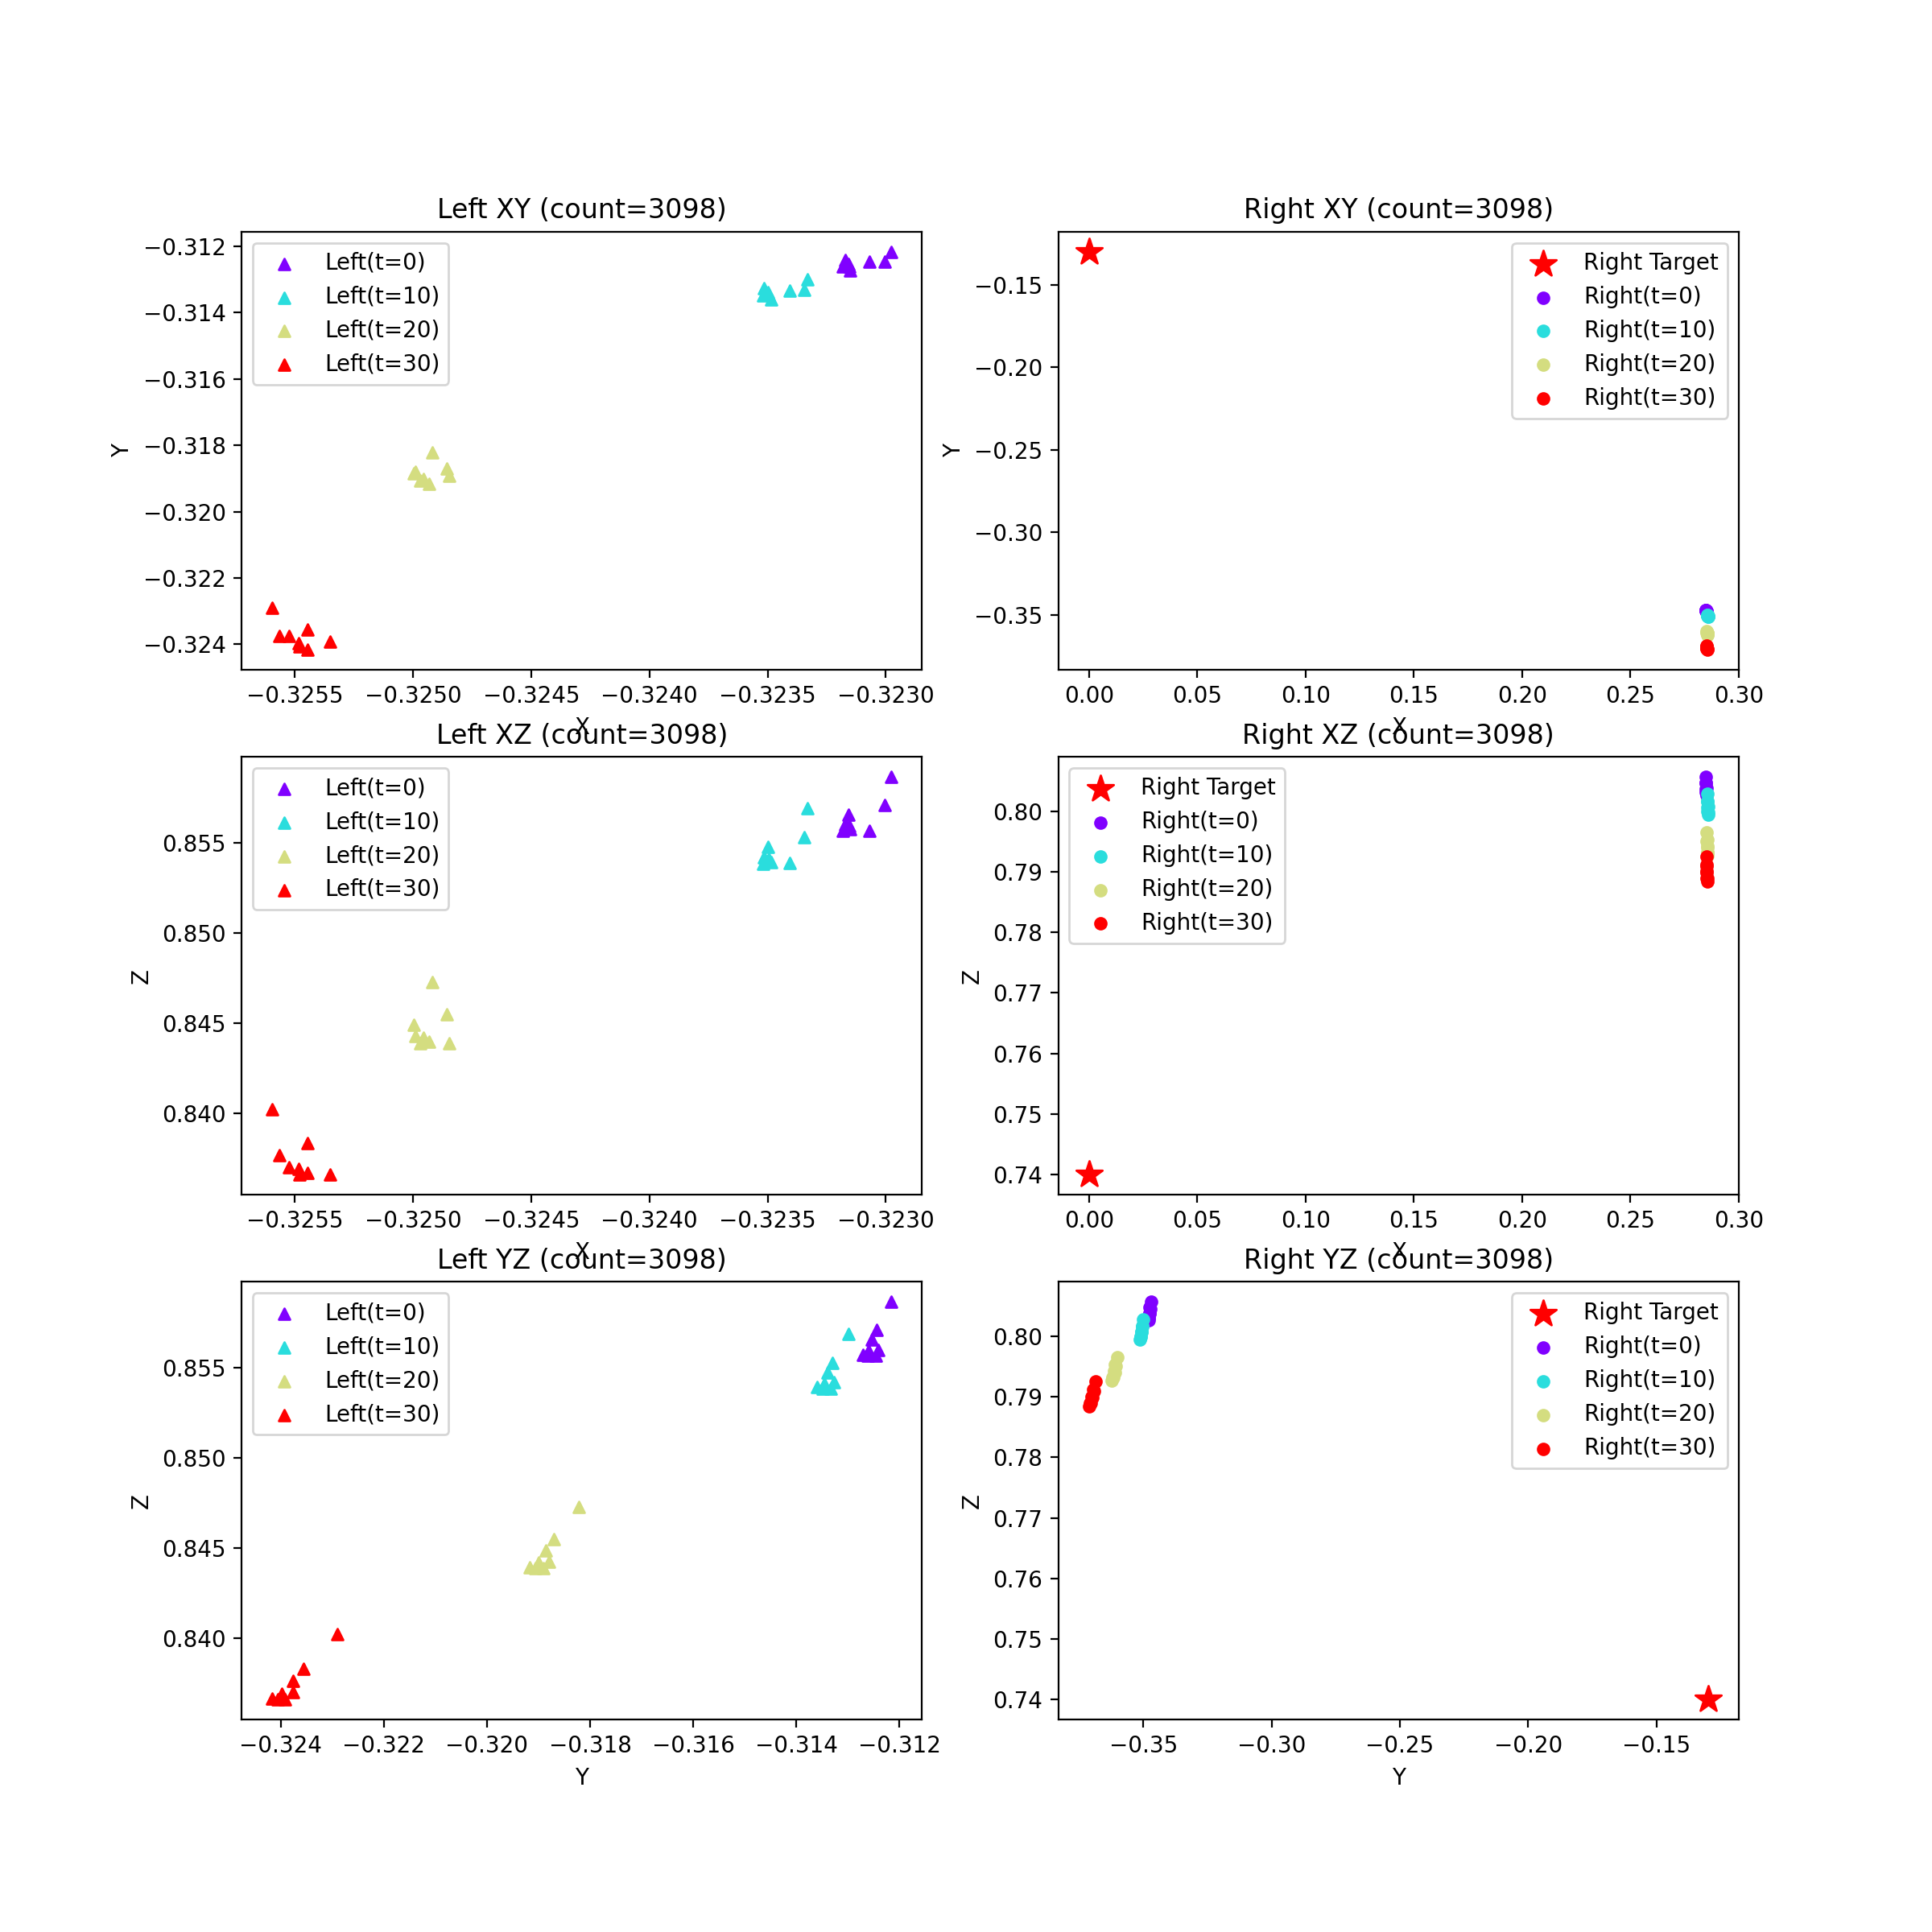 Left XY (count=3098)
Right XY (count=3098)
−0.312
−0.314
−0.316
−0.318
−0.320
−0.322
−0.324
Y
Left(t=0)
Left(t=10)
Left(t=20)
Left(t=30)
−0.3255
−0.3250
−0.3245
−0.3240
−0.3235
−0.3230
X
−0.15
−0.20
−0.25
−0.30
−0.35
Y
Right Target
Right(t=0)
Right(t=10)
Right(t=20)
Right(t=30)
0.00
0.05
0.10
0.15
0.20
0.25
0.30
X
Left XZ (count=3098)
Right XZ (count=3098)
0.855
0.850
0.845
0.840
Z
Left(t=0)
Left(t=10)
Left(t=20)
Left(t=30)
−0.3255
−0.3250
−0.3245
−0.3240
−0.3235
−0.3230
X
0.80
0.79
0.78
0.77
0.76
0.75
0.74
Z
Right Target
Right(t=0)
Right(t=10)
Right(t=20)
Right(t=30)
0.00
0.05
0.10
0.15
0.20
0.25
0.30
X
Left YZ (count=3098)
Right YZ (count=3098)
0.855
0.850
0.845
0.840
Z
Left(t=0)
Left(t=10)
Left(t=20)
Left(t=30)
−0.324
−0.322
−0.320
−0.318
−0.316
−0.314
−0.312
Y
0.80
0.79
0.78
0.77
0.76
0.75
0.74
Z
Right Target
Right(t=0)
Right(t=10)
Right(t=20)
Right(t=30)
−0.35
−0.30
−0.25
−0.20
−0.15
Y